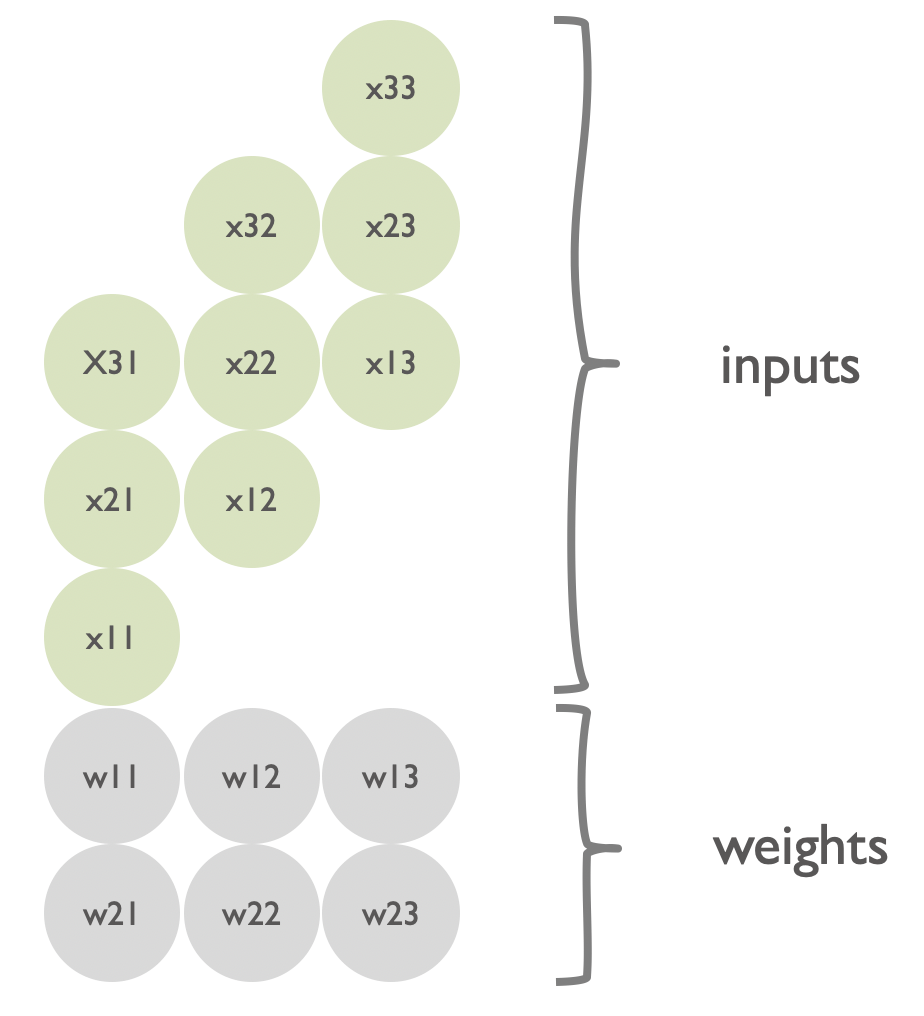 x33
x32 x23
X31 x22 x13
inputs
x21 x12
x11
w11 w12 w13
weights
w21 w22 w23